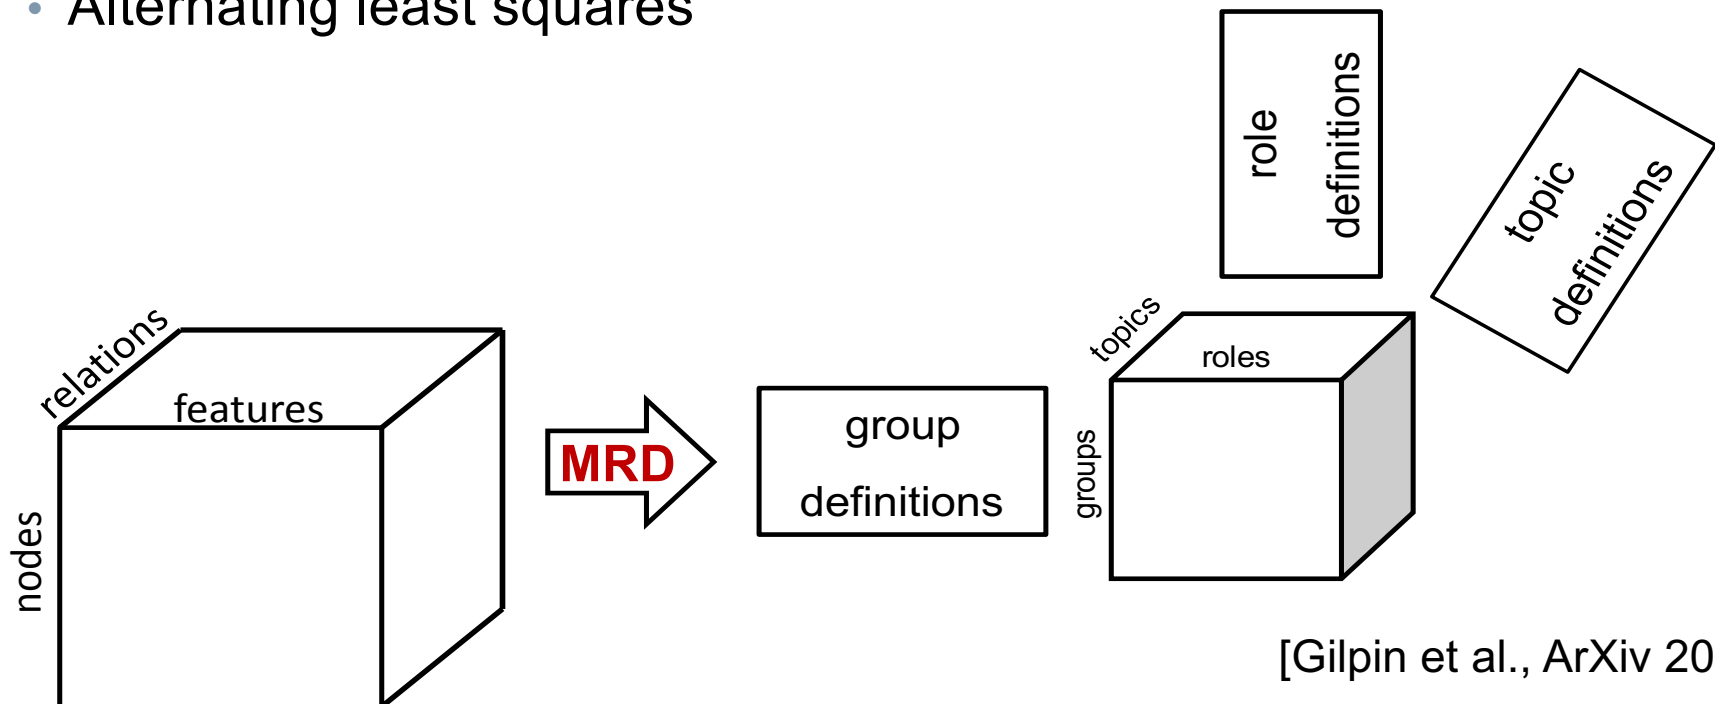 • Alternating least squares
role
definitions
topic
definitions
relations
features
nodes
MRD
group
definitions
topics
roles
groups
[Gilpin et al., ArXiv 20